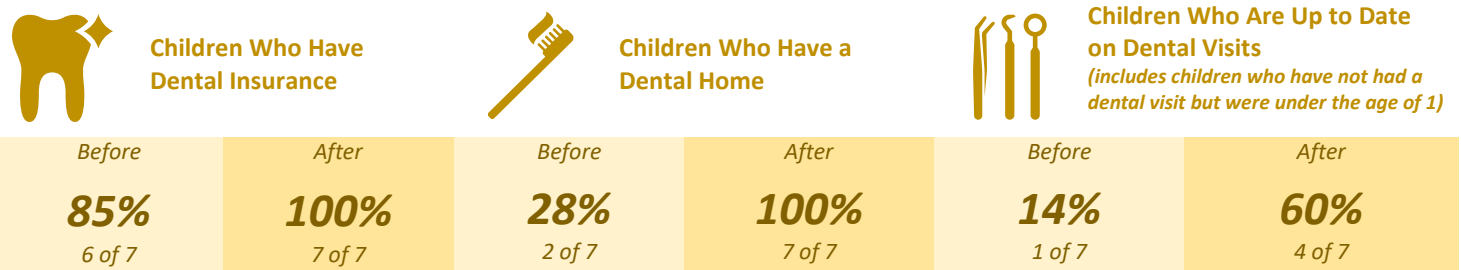 Children Who Have
Dental Insurance
Children Who Have a
Dental Home
Children Who Are Up to Date
on Dental Visits
(includes children who have not had a
dental visit but were under the age of 1)
Before After Before After Before After
85% 100% 28% 100% 14% 60%
6 of 7 7 of 7 2 of 7 7 of 7 1 of 7 4 of 7